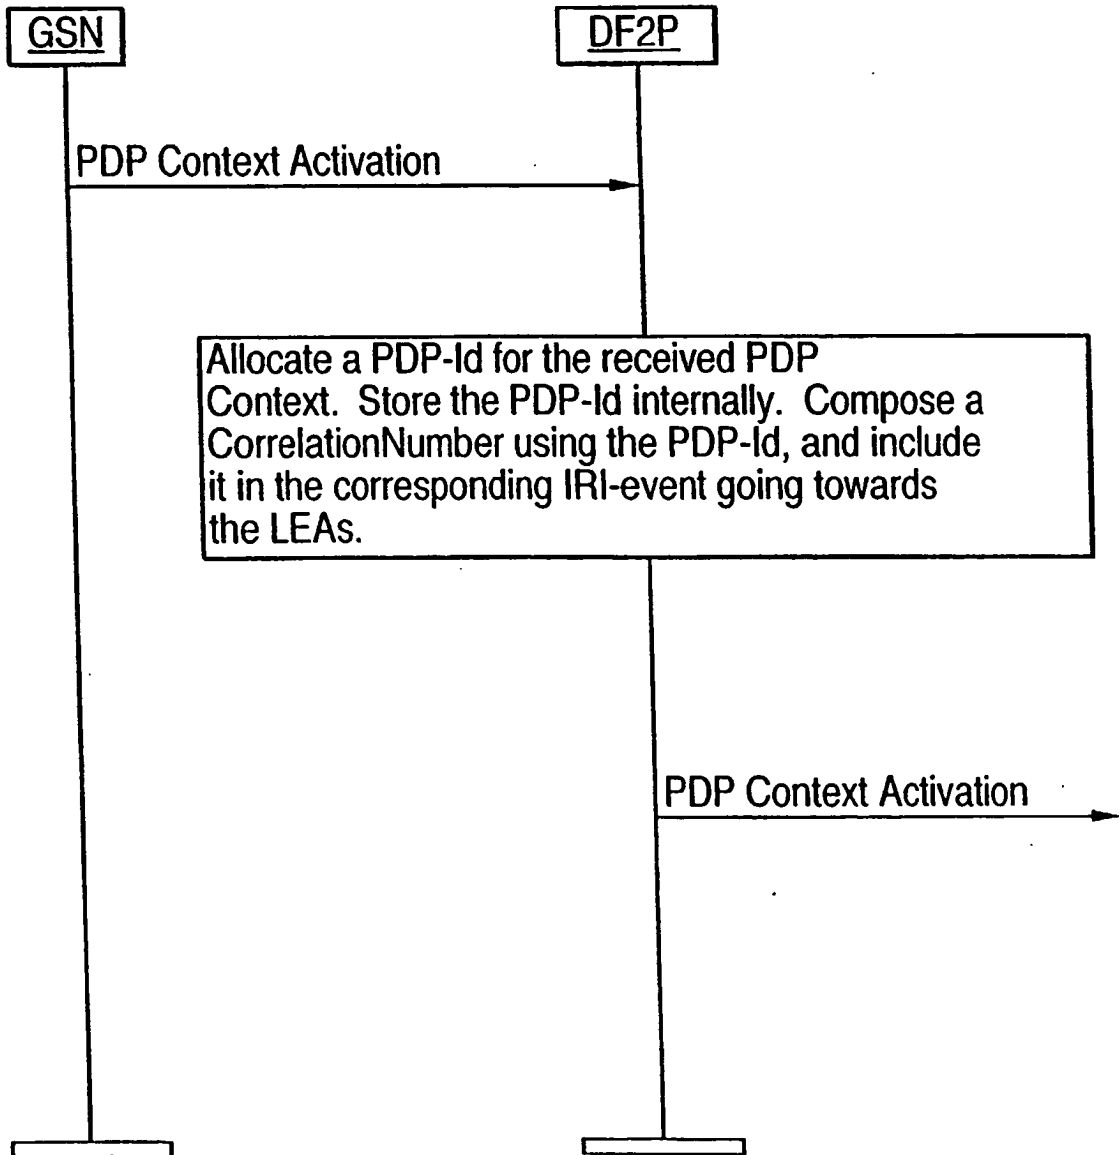 GSN
DF2P
PDP Context Activation
Allocate a PDP-Id for the received PDP
Context. Store the PDP-Id internally. Compose a
CorrelationNumber using the PDP-Id, and include
it in the corresponding IRI-event going towards
the LEAs.
PDP Context Activation